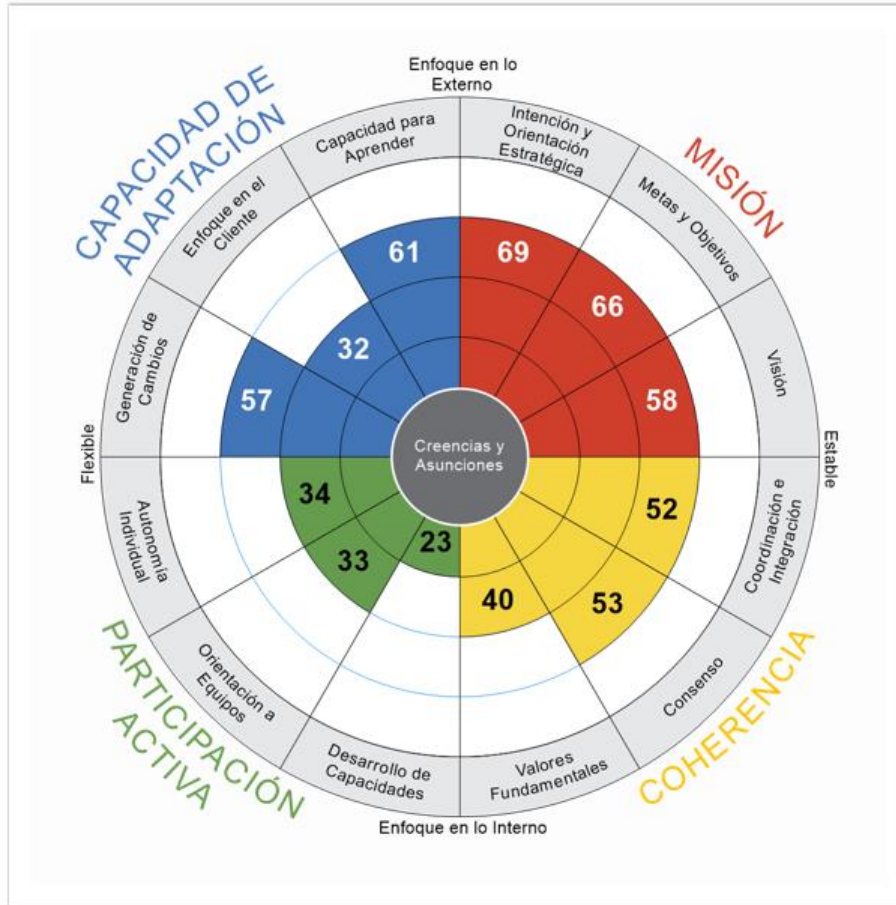 Enfoque en lo
Externo
CAPACIDAD DE
ADAPTACIÓN
MISIÓN
Capacidad para
Aprender
Intención y
Orientación
Estratégica
Enfoque en el
Cliente
Metas y Objetivos
Generación de
Cambios
Visión
61
69
32
66
57
58
Flexible
Creencias y
Asunciones
Estable
34
52
33
23
40
53
Autonomía
Individual
Coordinación e
Integración
Orientación a
Equipos
Consenso
Desarrollo de
Capacidades
Valores
Fundamentales
PARTICIPACIÓN
ACTIVA
COHERENCIA
Enfoque en lo Interno